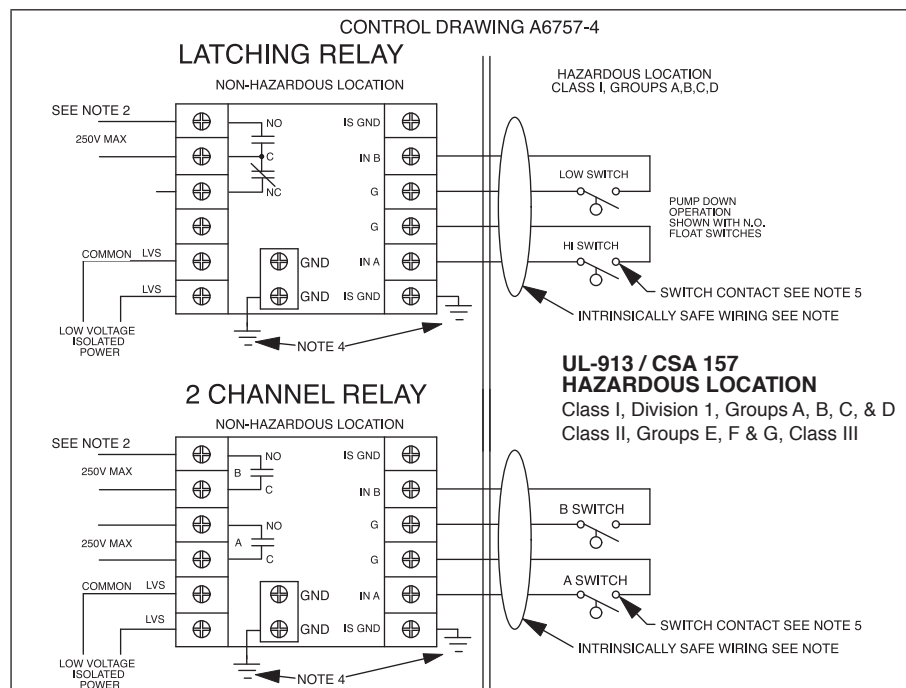 CONTROL DRAWING A6757-4
LATCHING RELAY
NON-HAZARDOUS LOCATION
HAZARDOUS LOCATION
CLASS I, GROUPS A,B,C,D
SEE NOTE 2
250V MAX
NO
C
NC
IS GND
IN B
G
G
IN A
IS GND
LOW SWITCH
PUMP DOWN
OPERATION
SHOWN WITH N.O.
FLOAT SWITCHES
HI SWITCH
COMMON
LVS
LVS
GND
GND
LOW VOLTAGE
ISOLATED
POWER
NOTE 4
SWITCH CONTACT SEE NOTE 5
INTRINSICALLY SAFE WIRING SEE NOTE
UL-913 / CSA 157
HAZARDOUS LOCATION
Class I, Division 1, Groups A, B, C, & D
Class II, Groups E, F & G, Class III
2 CHANNEL RELAY
NON-HAZARDOUS LOCATION
SEE NOTE 2
250V MAX
NO
B
C
250V MAX
NO
A
C
IS GND
IN B
G
G
IN A
IS GND
B SWITCH
A SWITCH
COMMON
LVS
LVS
GND
GND
LOW VOLTAGE
ISOLATED
POWER
NOTE 4
SWITCH CONTACT SEE NOTE 5
INTRINSICALLY SAFE WIRING SEE NOTE